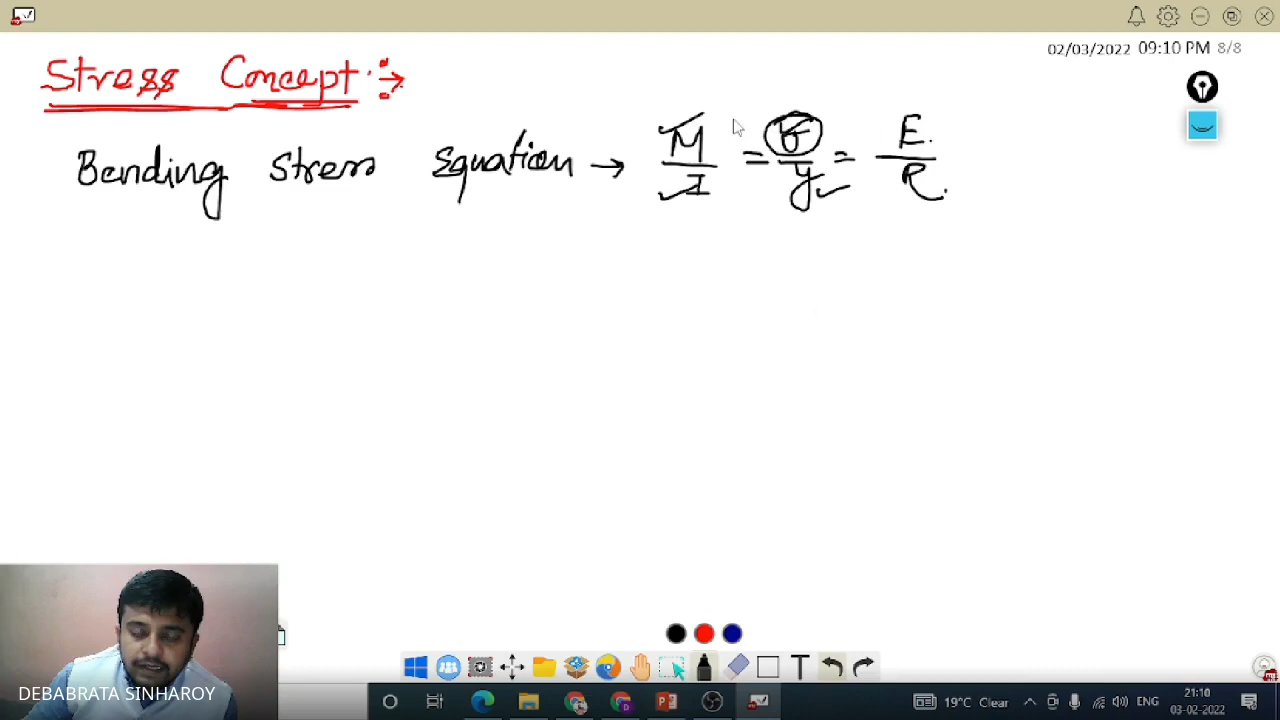 02/03/2022 09:10 PM 8/8
Stress Concept :→
Bending Stress Equation → M/I = σ/y = E/R
DEBABRATA SINHAROY
T
19°C Clear
ENG
21:10
03-02-2022